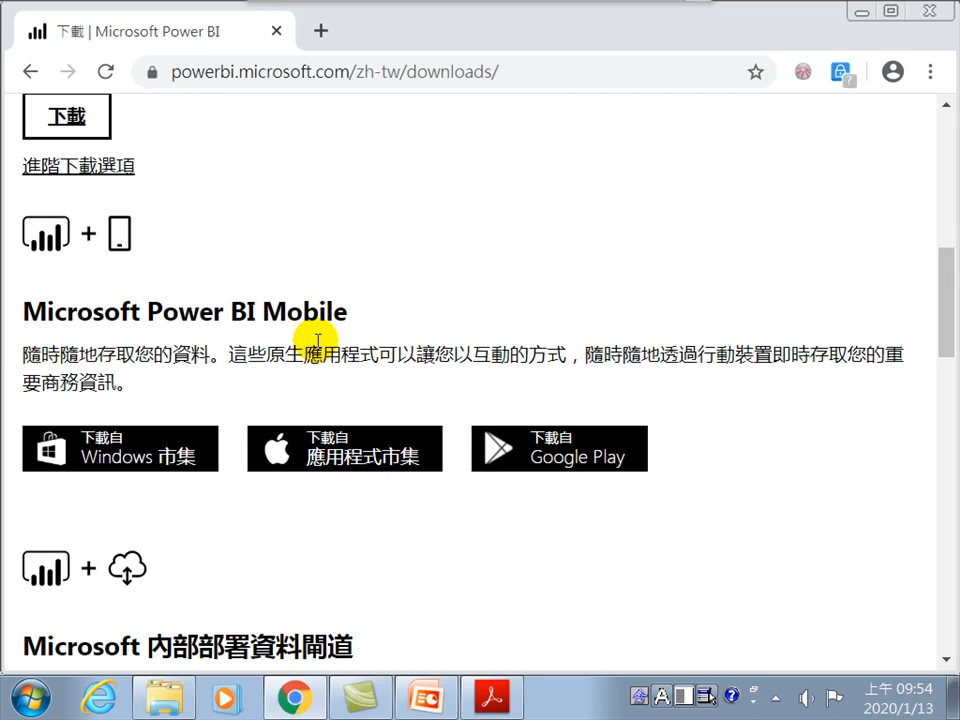 下載 | Microsoft Power BI
powerbi.microsoft.com/zh-tw/downloads/
下載
進階下載選項
+
Microsoft Power BI Mobile
隨時隨地存取您的資料。這些原生應用程式可以讓您以互動的方式，隨時隨地透過行動裝置即時存取您的重
要商務資訊。
下載自
Windows 市集
下載自
應用程式市集
下載自
Google Play
+
Microsoft 內部部署資料閘道
上午 09:54
2020/1/13